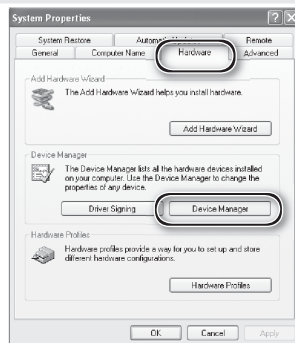 System Properties
System Restore
Automatic Updates
Remote
General
Computer Name
Hardware
Advanced
Add Hardware Wizard
The Add Hardware Wizard helps you install hardware.
Add Hardware Wizard
Device Manager
The Device Manager lists all the hardware devices installed
on your computer. Use the Device Manager to change the
properties of any device.
Driver Signing
Device Manager
Hardware Profiles
Hardware profiles provide a way for you to set up and store
different hardware configurations.
Hardware Profiles
OK
Cancel
Apply